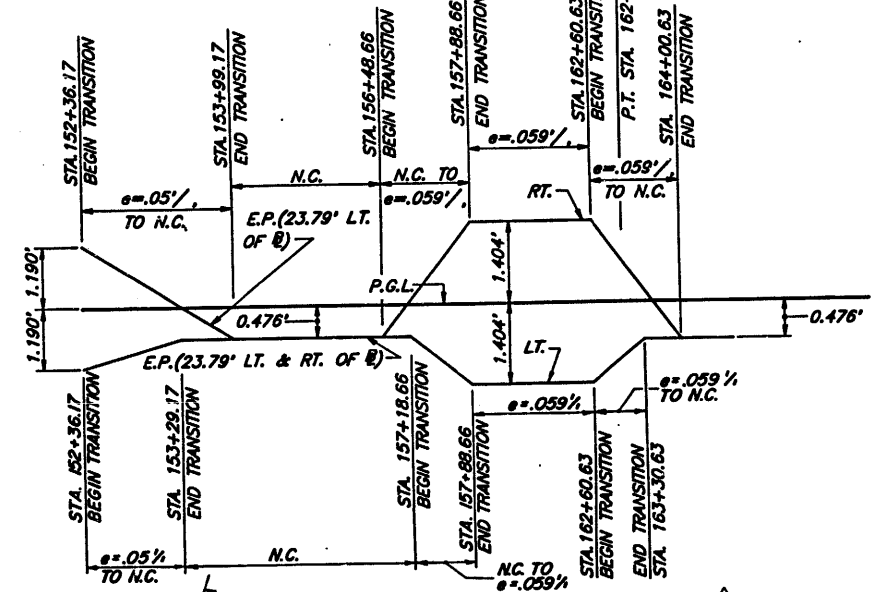 STA. 152+36.17
BEGIN TRANSITION
STA. 153+99.17
END TRANSITION
STA. 156+48.66
BEGIN TRANSITION
STA. 157+88.66
END TRANSITION
STA. 162+60.63
BEGIN TRANSITION
P.T. STA. 162+
STA. 164+00.63
END TRANSITION
e=.05'/,
TO N.C.
N.C.
N.C. TO
e=.059'/,
e=.059'/,
e=.059'/,
TO N.C.
E.P.(23.79' LT.
OF ℄)
RT.
1.190'
1.190'
P.G.L.
0.476'
1.404'
1.404'
0.476'
E.P.(23.79' LT. & RT. OF ℄)
LT.
STA. 152+36.17
BEGIN TRANSITION
STA. 153+29.17
END TRANSITION
STA. 157+18.66
BEGIN TRANSITION
STA. 157+88.66
END TRANSITION
e=.059'/,
STA. 162+60.63
BEGIN TRANSITION
END TRANSITION
STA. 163+30.63
e=.059'/,
TO N.C.
e=.05'/,
TO N.C.
N.C.
N.C. TO
e=.059'/,